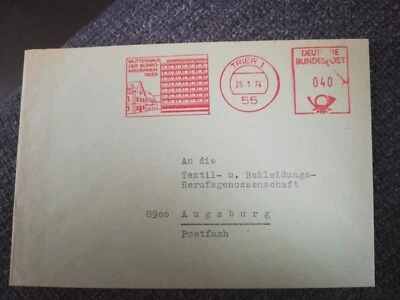 MUTTERHAUS
DER BORRO-
MÄERINNEN
TRIER
TRIER 1
25.1.74
55
DEUTSCHE
BUNDESPOST
040
An die
Textil- u. Bekleidungs-
Berufsgenossenschaft
8900 Augsburg
Postfach